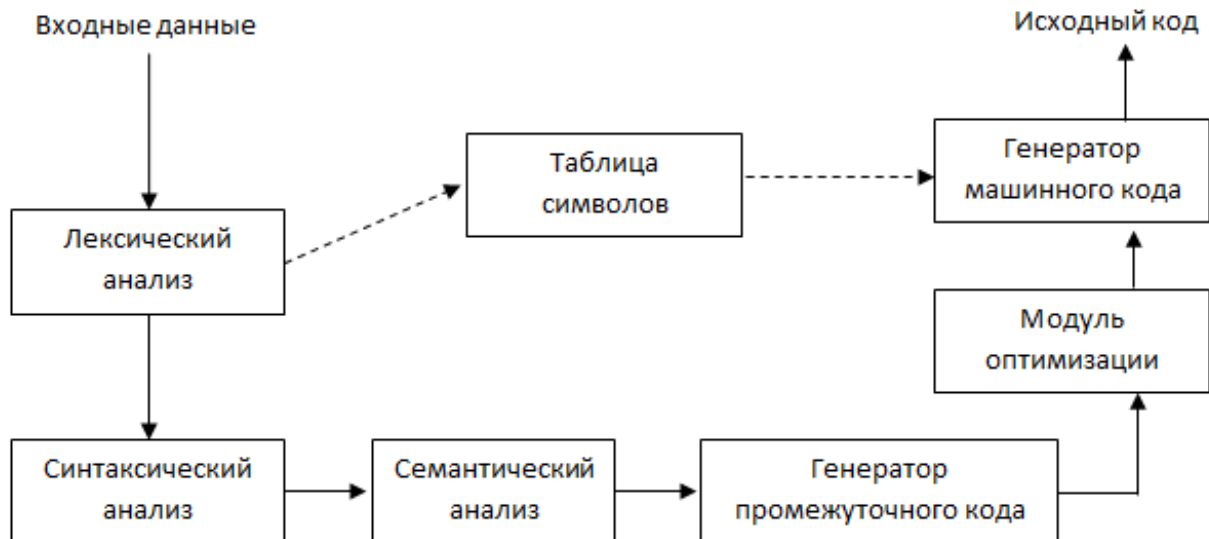 Входные данные
Исходный код
Таблица
символов
Генератор
машинного кода
Лексический
анализ
Модуль
оптимизации
Синтаксический
анализ
Семантический
анализ
Генератор
промежуточного кода